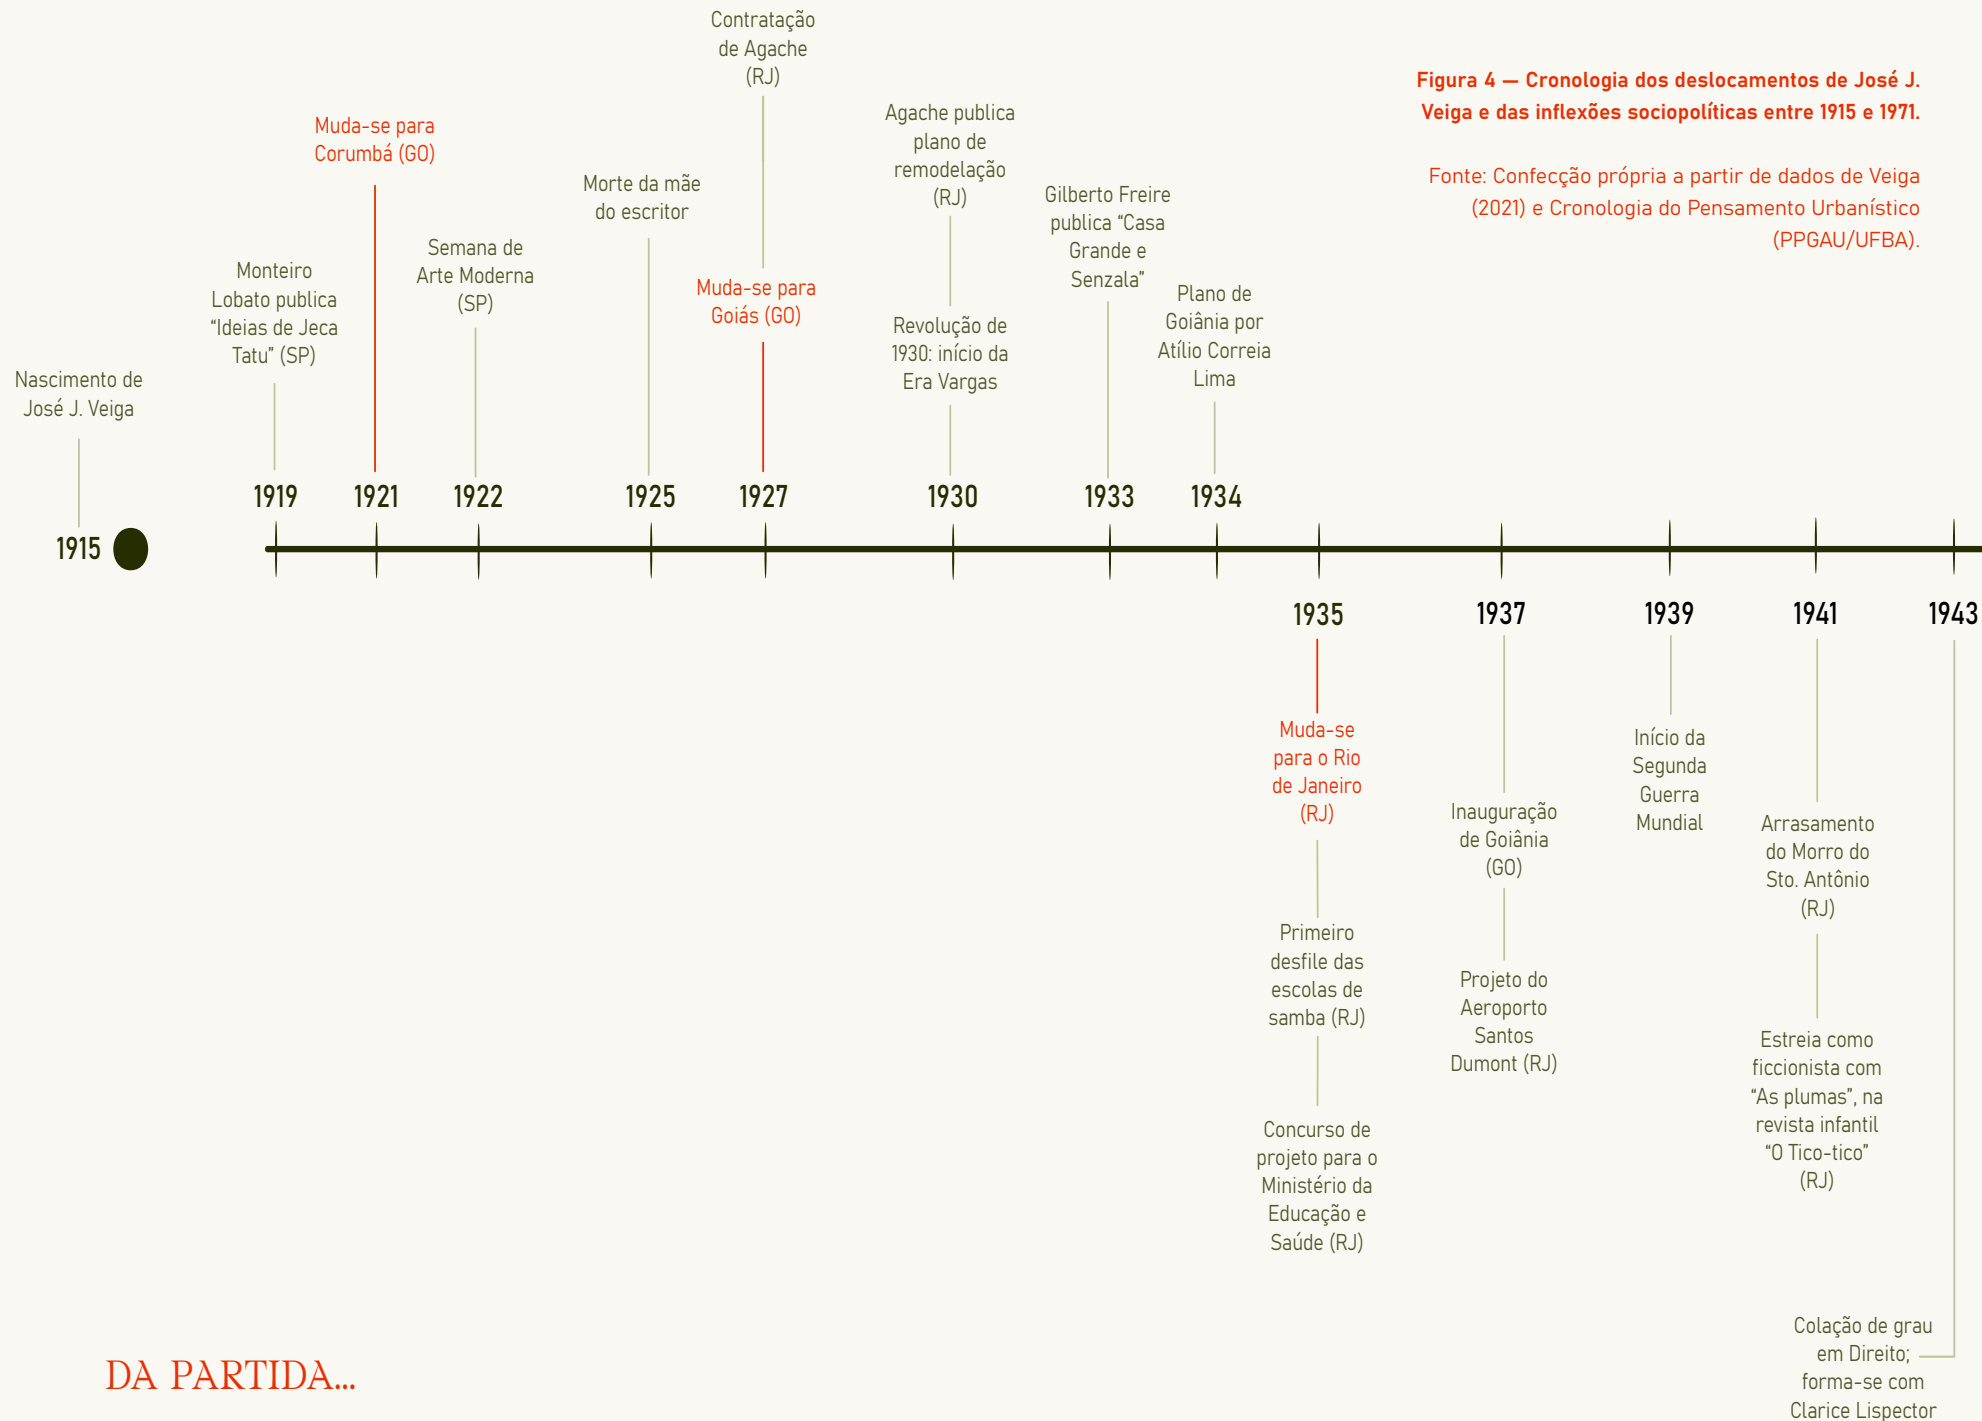 Figura 4 — Cronologia dos deslocamentos de José J.
Veiga e das inflexões sociopolíticas entre 1915 e 1971.
Fonte: Confecção própria a partir de dados de Veiga
(2021) e Cronologia do Pensamento Urbanístico
(PPGAU/UFBA).
Nascimento de
José J. Veiga
1915
Monteiro
Lobato publica
“Ideias de Jeca
Tatu” (SP)
1919
Muda-se para
Corumbá (GO)
1921
Semana de
Arte Moderna
(SP)
1922
Morte da mãe
do escritor
1925
Contratação
de Agache
(RJ)
Muda-se para
Goiás (GO)
1927
Agache publica
plano de
remodelação
(RJ)
Revolução de
1930: início da
Era Vargas
1930
Gilberto Freire
publica “Casa
Grande e
Senzala”
1933
Plano de
Goiânia por
Atílio Correia
Lima
1934
1935
Muda-se
para o Rio
de Janeiro
(RJ)
Primeiro
desfile das
escolas de
samba (RJ)
Concurso de
projeto para o
Ministério da
Educação e
Saúde (RJ)
1937
Inauguração
de Goiânia
(GO)
Projeto do
Aeroporto
Santos
Dumont (RJ)
1939
Início da
Segunda
Guerra
Mundial
1941
Arrasamento
do Morro do
Sto. Antônio
(RJ)
Estreia como
ficcionista com
“As plumas”, na
revista infantil
“O Tico-tico”
(RJ)
1943
Colação de grau
em Direito;
forma-se com
Clarice Lispector
DA PARTIDA...